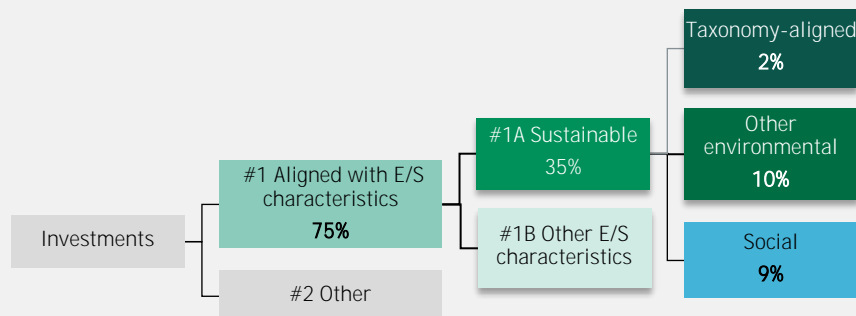 Taxonomy-aligned
2%
#1A Sustainable
35%
Other
environmental
10%
#1 Aligned with E/S
characteristics
75%
#1B Other E/S
characteristics
Investments
Social
9%
#2 Other